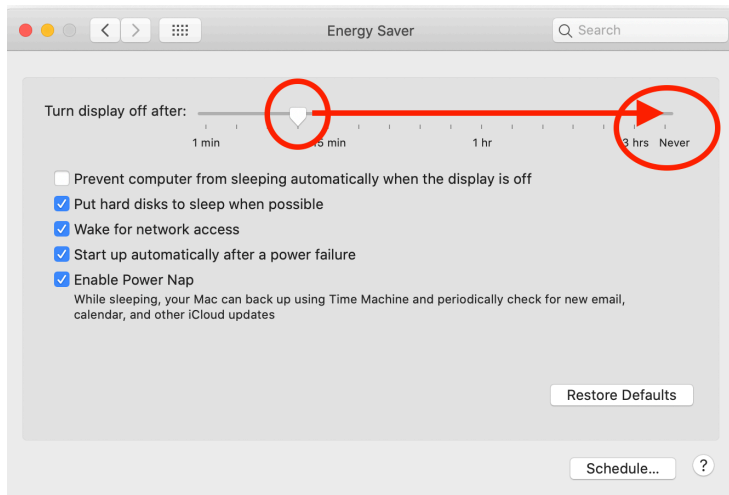 Energy Saver
Search
Turn display off after:
1 min
15 min
1 hr
3 hrs
Never
Prevent computer from sleeping automatically when the display is off
Put hard disks to sleep when possible
Wake for network access
Start up automatically after a power failure
Enable Power Nap
While sleeping, your Mac can back up using Time Machine and periodically check for new email,
calendar, and other iCloud updates
Restore Defaults
Schedule...
?